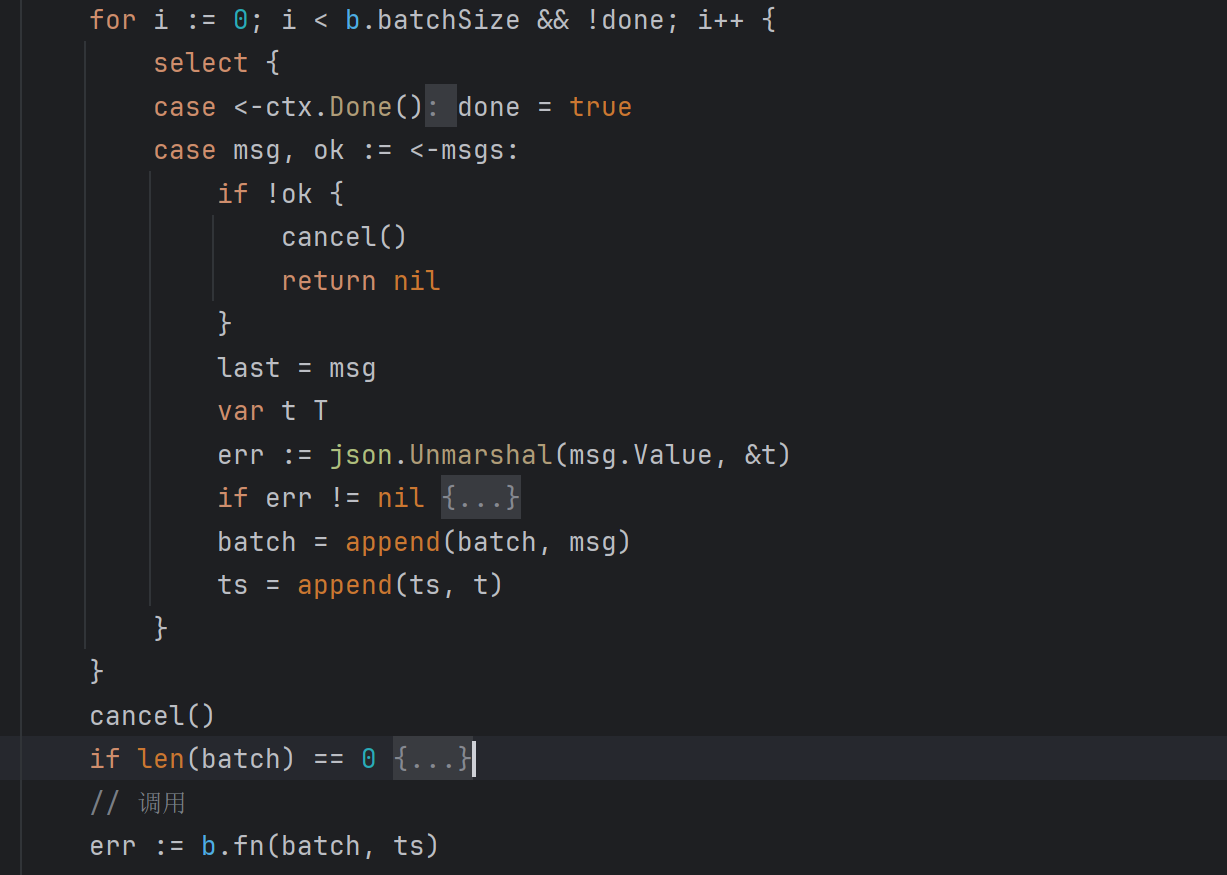 for i := 0; i < b.batchSize && !done; i++ {
    select {
    case <-ctx.Done(): done = true
    case msg, ok := <-msgs:
        if !ok {
            cancel()
            return nil
        }
        last = msg
        var t T
        err := json.Unmarshal(msg.Value, &t)
        if err != nil {...}
        batch = append(batch, msg)
        ts = append(ts, t)
    }
}
cancel()
if len(batch) == 0 {...}
// 调用
err := b.fn(batch, ts)